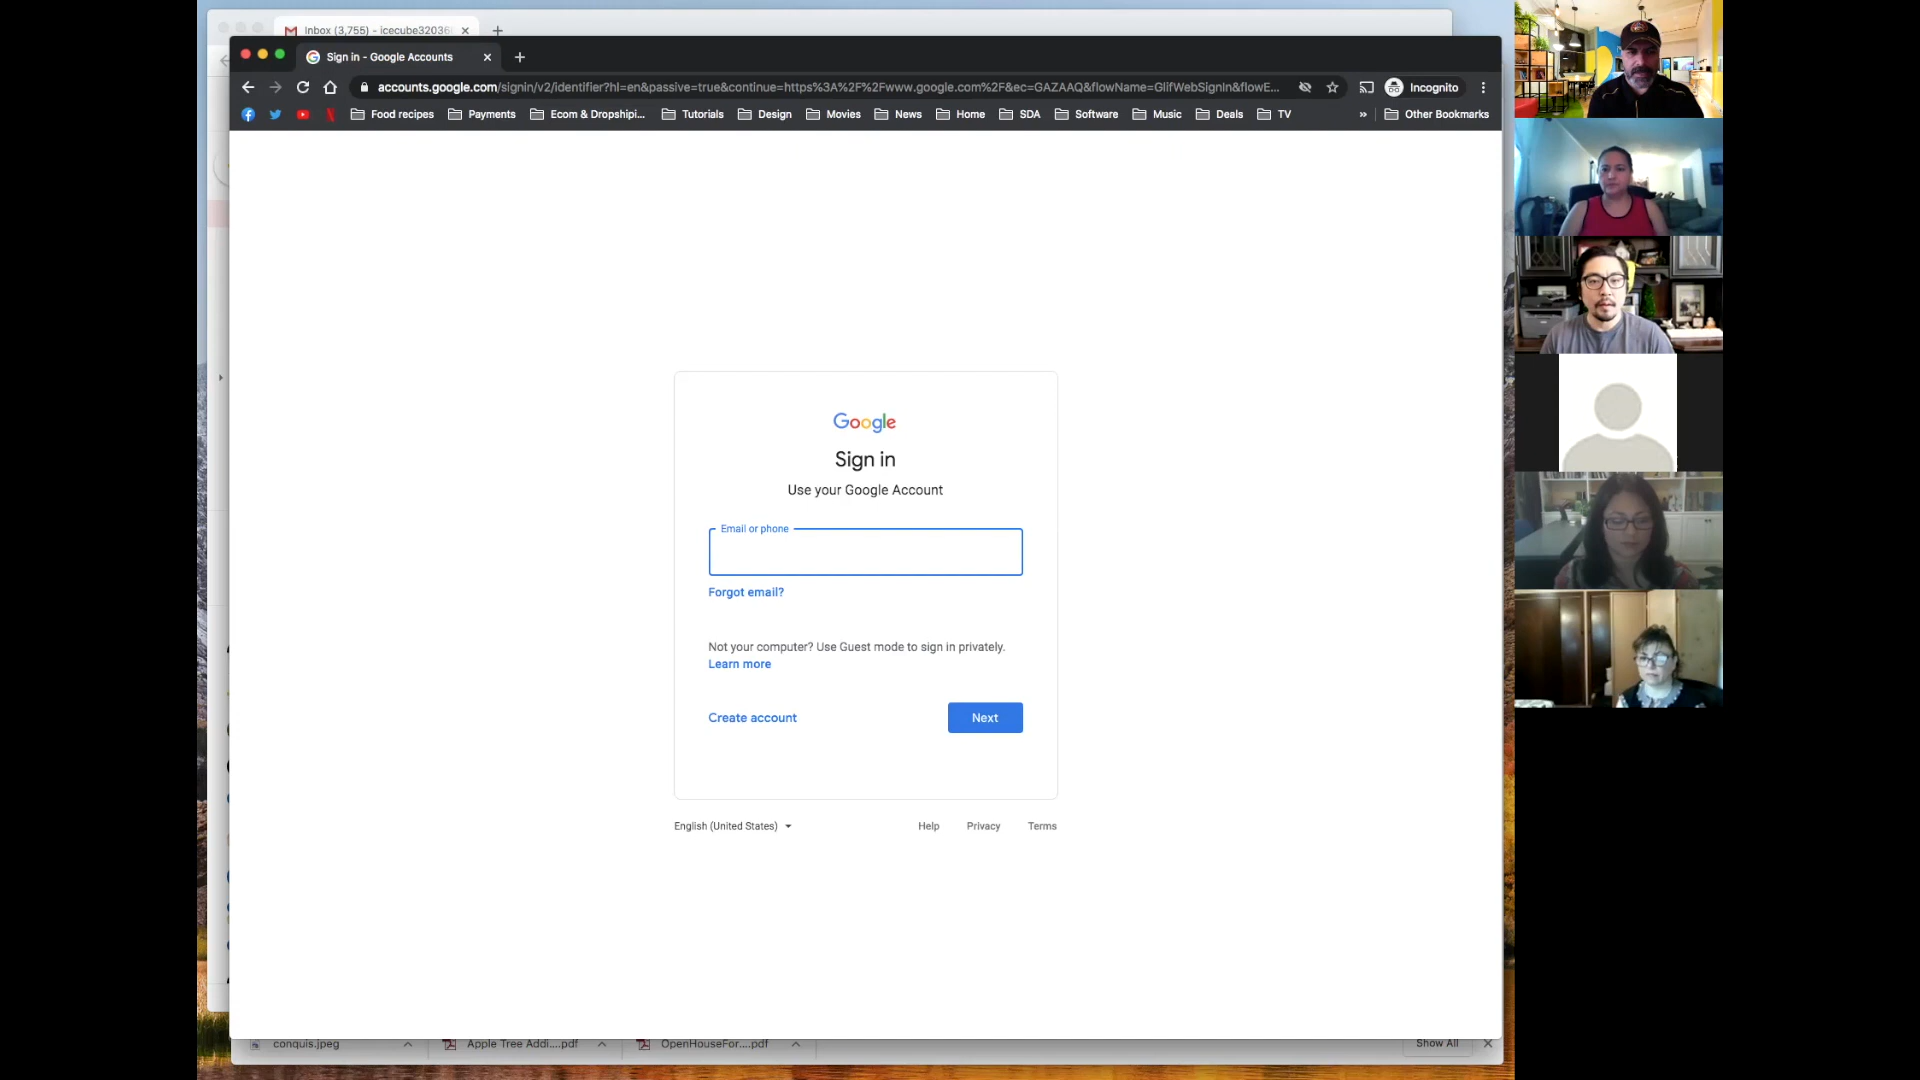 Inbox (3,755) - icecube32036
Sign in - Google Accounts
accounts.google.com/signin/v2/identifier?hl=en&passive=true&continue=https%3A%2F%2Fwww.google.com%2F&ec=GAZAAQ&flowName=GlifWebSignIn&flowE...
Incognito
Food recipes Payments Ecom & Dropshipi... Tutorials Design Movies News Home SDA Software Music Deals TV » Other Bookmarks
Google
Sign in
Use your Google Account
Email or phone
Forgot email?
Not your computer? Use Guest mode to sign in privately.
Learn more
Create account Next
English (United States) Help Privacy Terms
conquis.jpeg Apple Tree Addi....pdf OpenHouseFor....pdf Show All